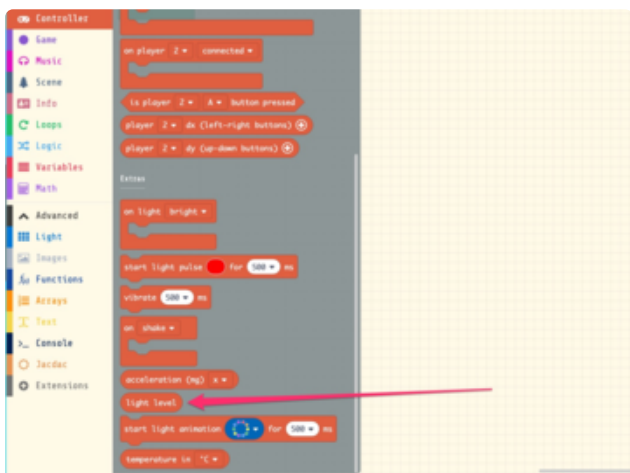 Controller
Game
Music
Scene
Info
Loops
Logic
Variables
Math
Advanced
Light
Images
Functions
Arrays
Text
Console
Jacdac
Extensions
on player 2 connected
is player 2 A button pressed
player 2 dx (left-right buttons)
player 2 dy (up-down buttons)
Extras
on light bright
start light pulse for 500 ms
vibrate 500 ms
on shake
acceleration (mg) x
light level
start light animation for 500 ms
temperature in °C